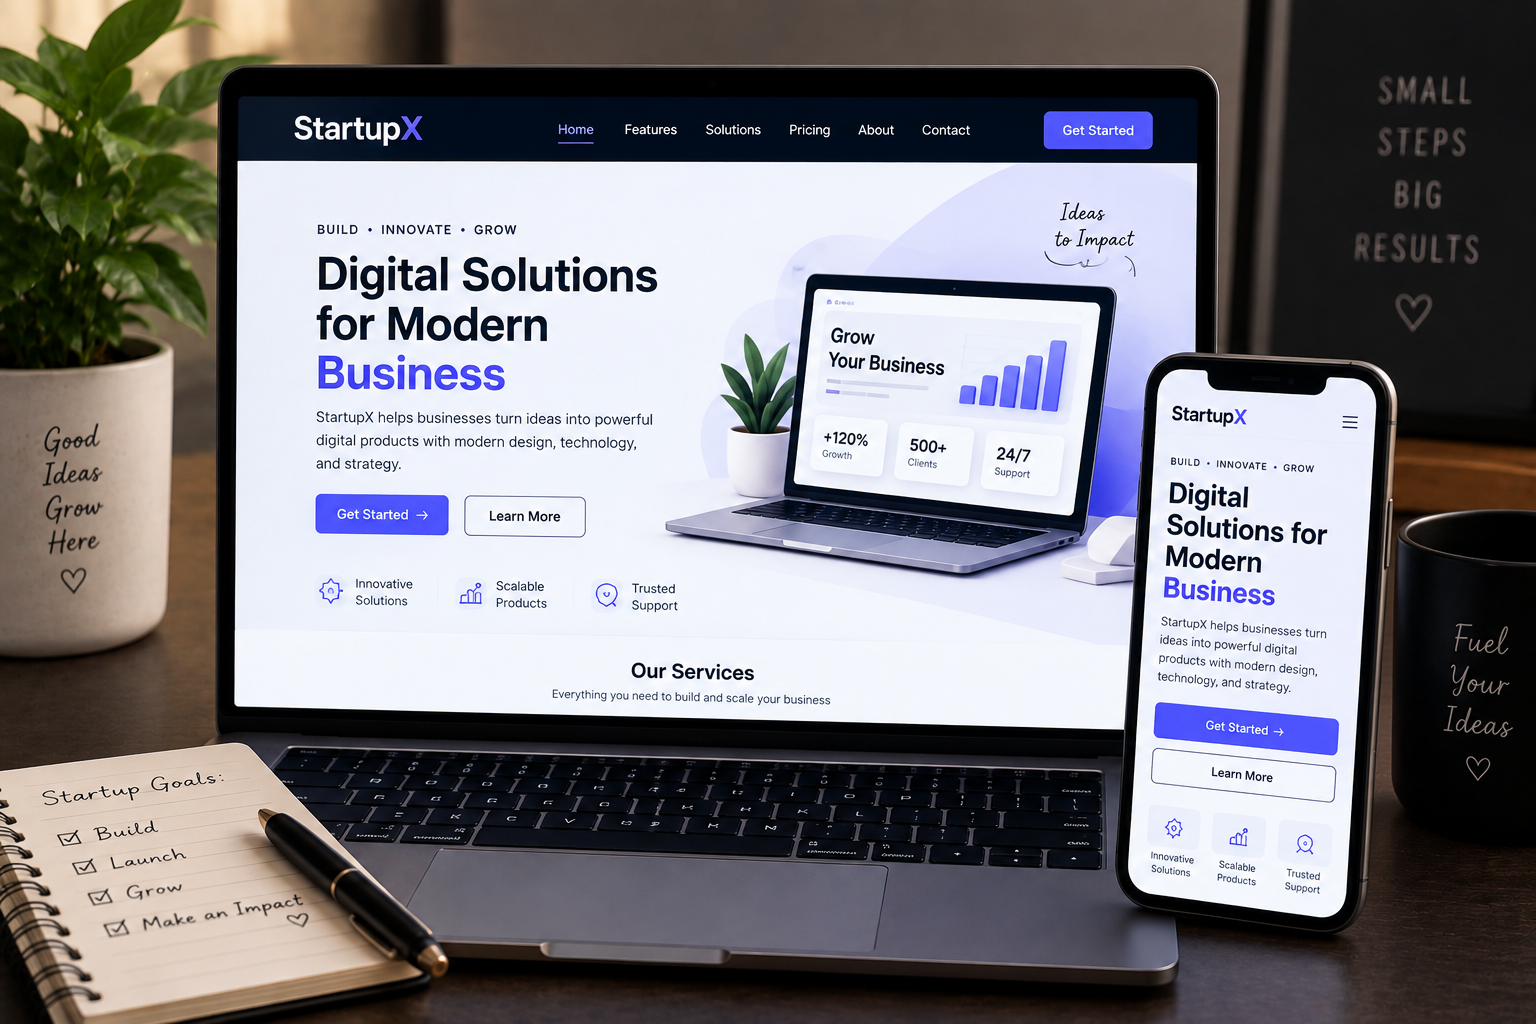 StartupX
Home Features Solutions Pricing About Contact Get Started
BUILD • INNOVATE • GROW
Digital Solutions
for Modern
Business
StartupX helps businesses turn ideas into powerful
digital products with modern design, technology,
and strategy.
Get Started →
Learn More
Innovative
Solutions
Scalable
Products
Trusted
Support
Ideas
to Impact
Grow
Your Business
+120%
Growth
500+
Clients
24/7
Support
Our Services
Everything you need to build and scale your business
StartupX
BUILD • INNOVATE • GROW
Digital
Solutions for
Modern
Business
StartupX helps businesses turn
ideas into powerful digital
products with modern design,
technology, and strategy.
Get Started →
Learn More
Innovative
Solutions
Scalable
Products
Trusted
Support
Good
Ideas
Grow
Here
SMALL
STEPS
BIG
RESULTS
Fuel
Your
Ideas
Startup Goals:
Build
Launch
Grow
Make an Impact